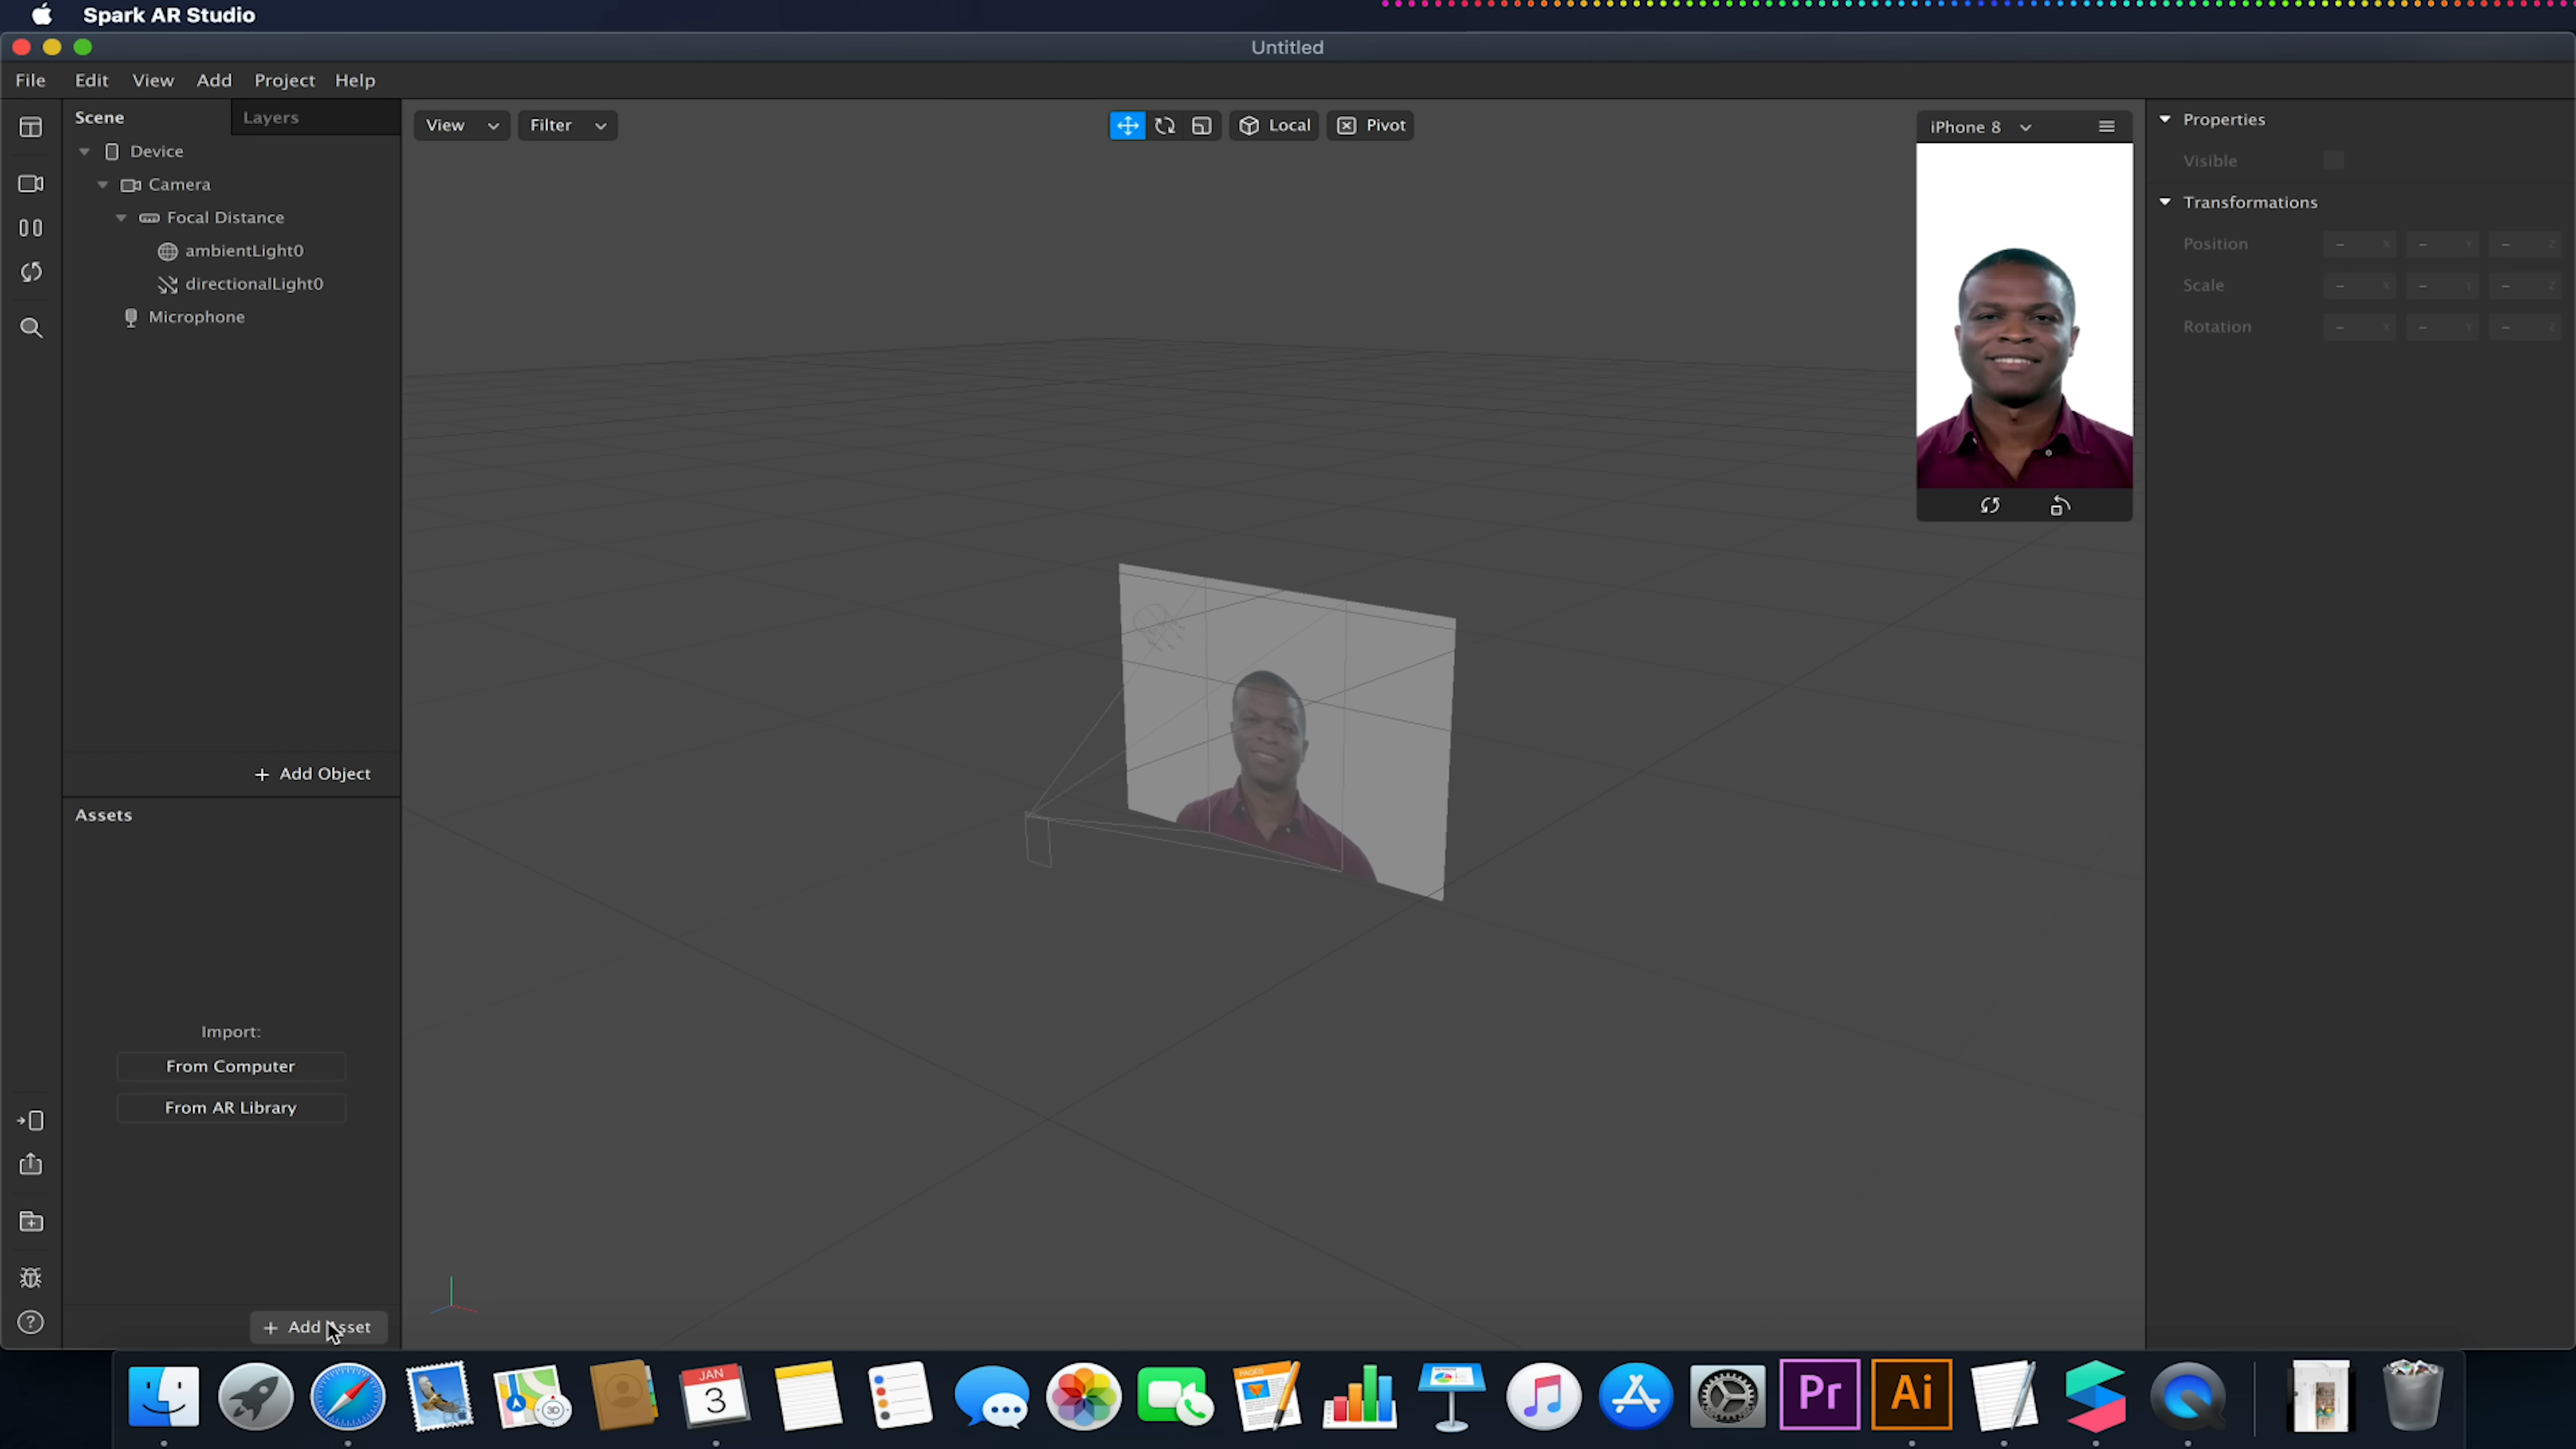 Spark AR Studio
Untitled
File Edit View Add Project Help
Scene Layers
Device
Camera
Focal Distance
ambientLight0
directionalLight0
Microphone
+ Add Object
Assets
Import:
From Computer
From AR Library
+ Add Asset
View Filter
Local Pivot
iPhone 8
Properties
Visible
Transformations
Position – X – Y – Z
Scale – X – Y – Z
Rotation – X – Y – Z
JAN
3
3D
PAGES
Pr
Ai